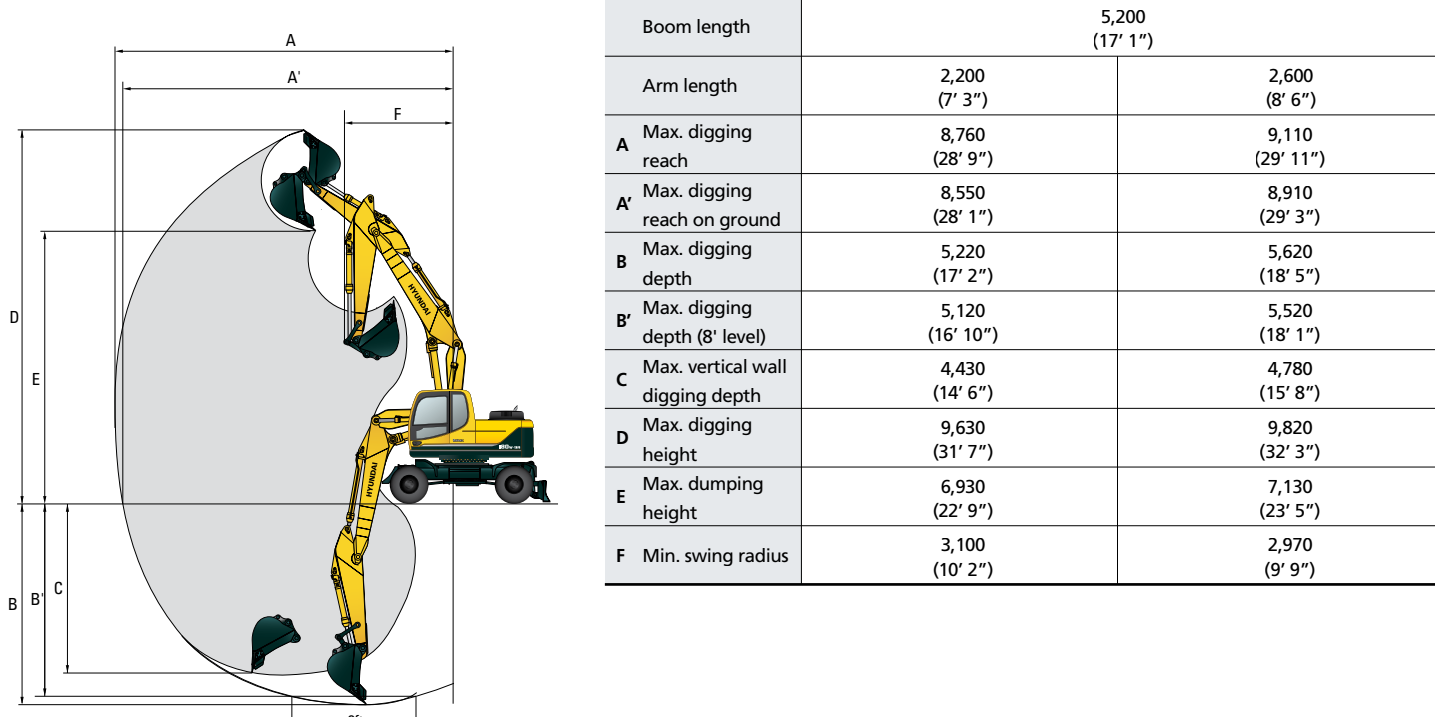 A
A'
F
D
E
B
B'
C
HYUNDAI
HYUNDAI
Boom length
5,200
(17′ 1″)
Arm length
2,200
(7′ 3″)
2,600
(8′ 6″)
A Max. digging
reach
8,760
(28′ 9″)
9,110
(29′ 11″)
A′ Max. digging
reach on ground
8,550
(28′ 1″)
8,910
(29′ 3″)
B Max. digging
depth
5,220
(17′ 2″)
5,620
(18′ 5″)
B′ Max. digging
depth (8' level)
5,120
(16′ 10″)
5,520
(18′ 1″)
C Max. vertical wall
digging depth
4,430
(14′ 6″)
4,780
(15′ 8″)
D Max. digging
height
9,630
(31′ 7″)
9,820
(32′ 3″)
E Max. dumping
height
6,930
(22′ 9″)
7,130
(23′ 5″)
F Min. swing radius
3,100
(10′ 2″)
2,970
(9′ 9″)